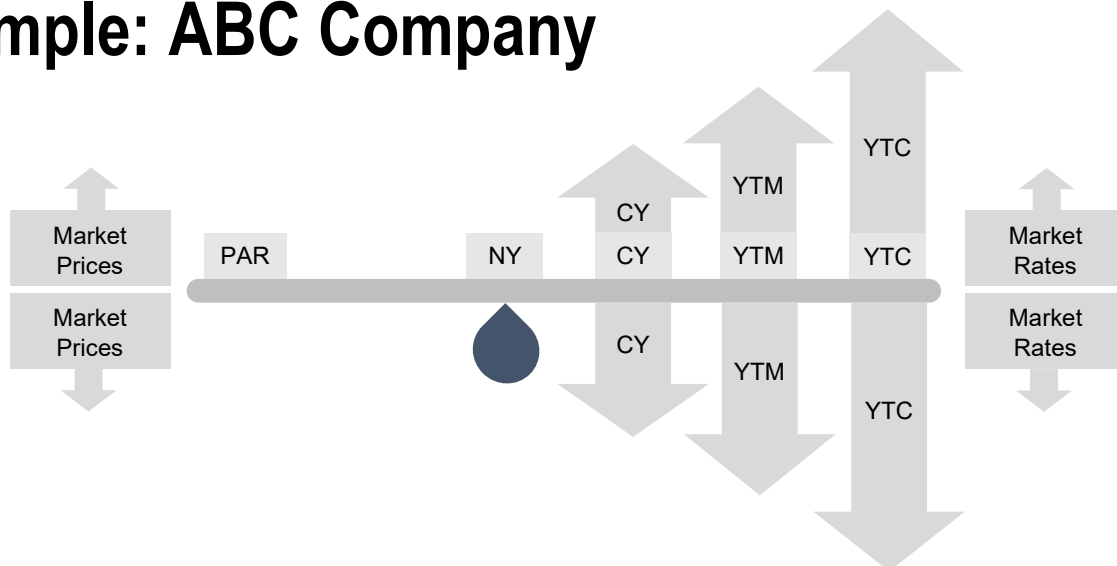 mple: ABC Company
Market
Prices
Market
Prices
PAR
NY
CY
CY
CY
YTM
YTM
YTM
YTC
YTC
YTC
Market
Rates
Market
Rates